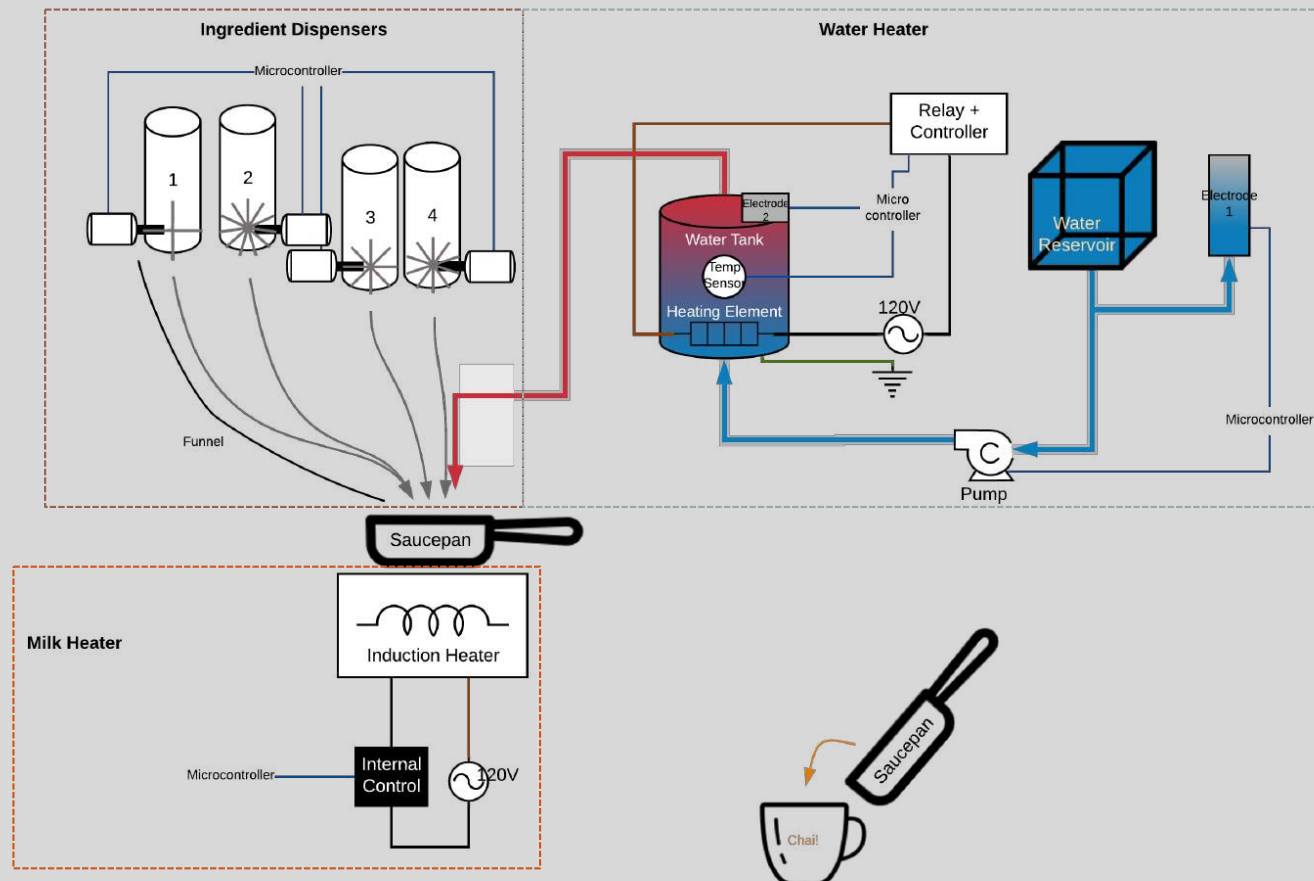 Ingredient Dispensers
Water Heater
Microcontroller
1
2
3
4
Funnel
Relay +
Controller
Electrode
2
Micro
controller
Water Tank
Temp
Sensor
Heating Element
120V
Water
Reservoir
Electrode
1
Microcontroller
C
Pump
Saucepan
Milk Heater
Induction Heater
Microcontroller
Internal
Control
120V
Saucepan
Chai!